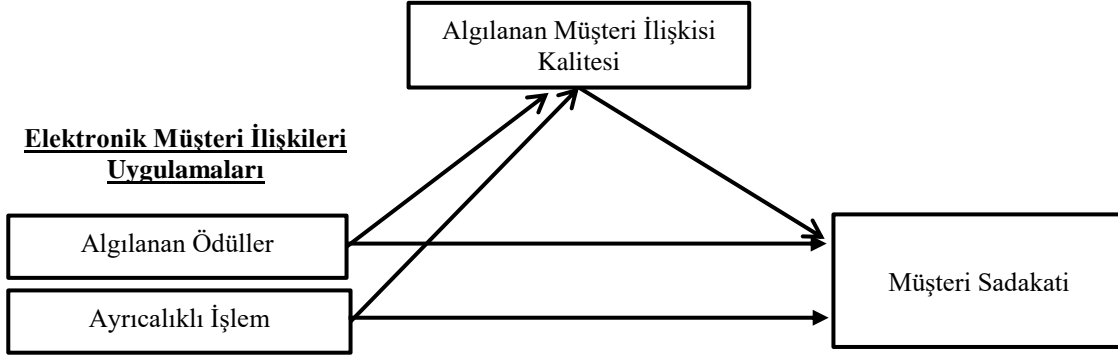 Algılanan Müşteri İlişkisi
Kalitesi
Elektronik Müşteri İlişkileri
Uygulamaları
Algılanan Ödüller
Ayrıcalıklı İşlem
Müşteri Sadakati